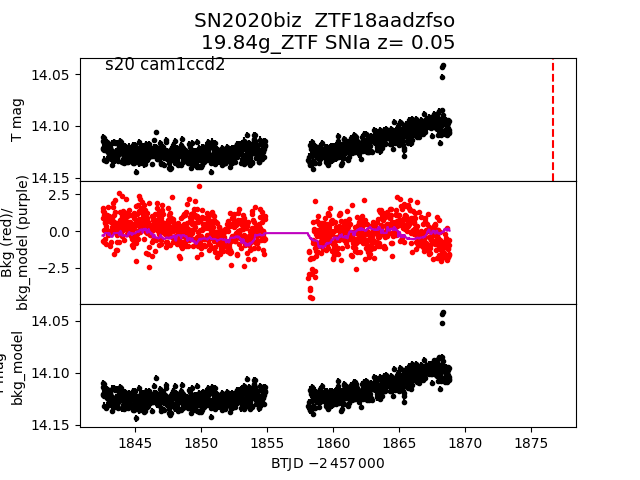 SN2020biz  ZTF18aadzfso
19.84g_ZTF SNIa z= 0.05
s20 cam1ccd2
14.05
14.10
14.15
T mag
2.5
0.0
−2.5
Bkg (red)/
bkg_model (purple)
14.05
14.10
14.15
mag
bkg_model
1845 1850 1855 1860 1865 1870 1875
BTJD −2 457 000